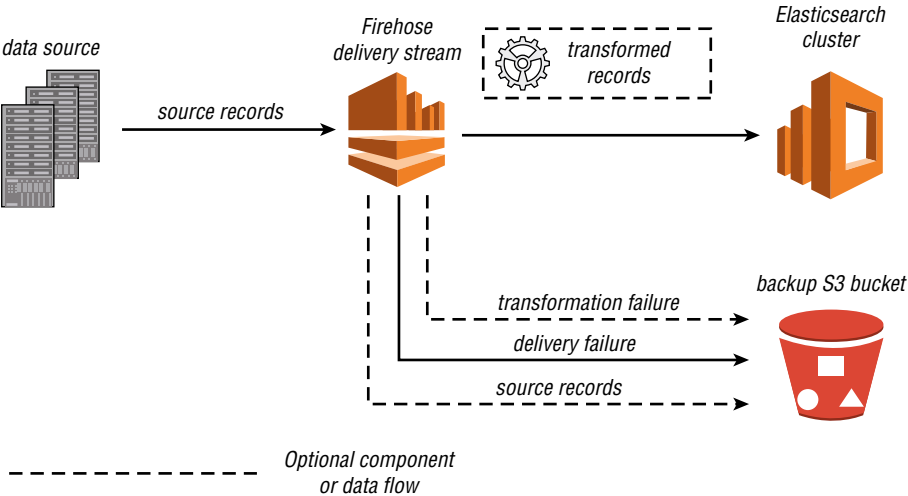 data source
source records
Firehose
delivery stream
transformed
records
Elasticsearch
cluster
backup S3 bucket
transformation failure
delivery failure
source records
Optional component
or data flow